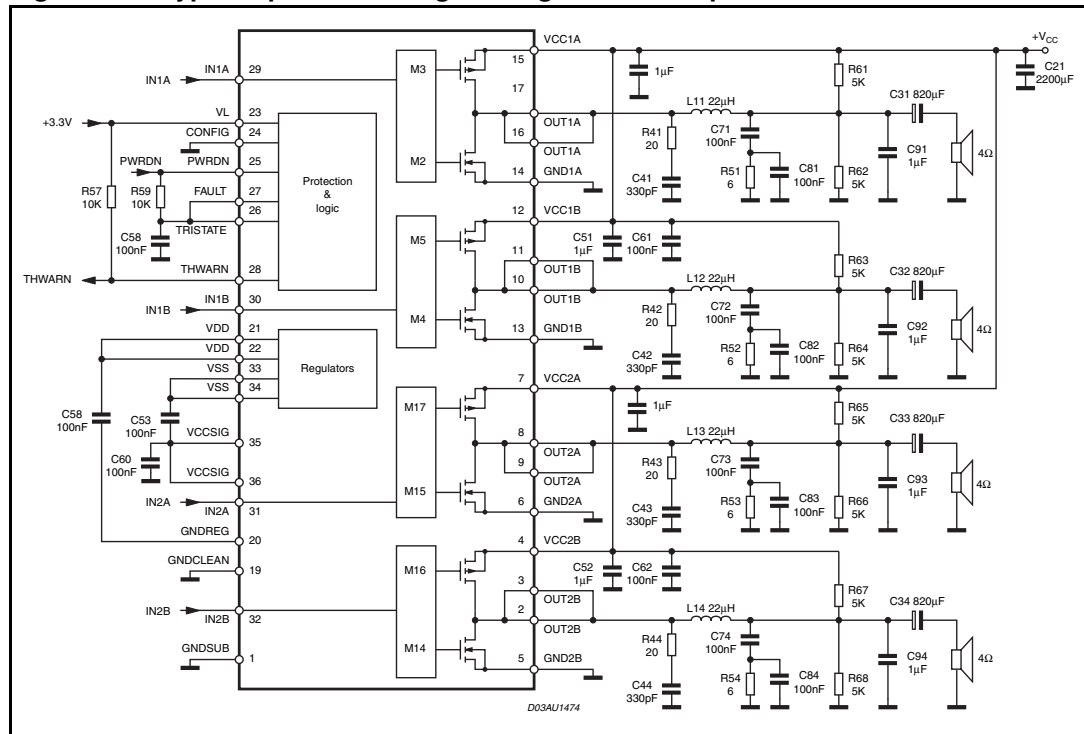 VCC1A
+VCC
IN1A
IN1A
29
M3
15
17
1µF
R61
5K
C21
2200µF
C31 820µF
+3.3V
VL
23
CONFIG
24
PWRDN
PWRDN
25
FAULT
27
26
TRISTATE
R57
10K
R59
10K
C58
100nF
THWARN
THWARN
28
Protection
&
logic
M2
16
OUT1A
OUT1A
14
GND1A
L11 22µH
R41
20
C41
330pF
C71
100nF
R51
6
C81
100nF
R62
5K
C91
1µF
4Ω
12
VCC1B
M5
11
OUT1B
10
OUT1B
C51
1µF
C61
100nF
R63
5K
C32 820µF
L12 22µH
IN1B
IN1B
30
M4
13
GND1B
R42
20
C42
330pF
C72
100nF
R52
6
C82
100nF
R64
5K
C92
1µF
4Ω
VDD
21
VDD
22
VSS
33
VSS
34
Regulators
C58
100nF
C53
100nF
C60
100nF
VCCSIG
35
VCCSIG
36
7
VCC2A
M17
1µF
R65
5K
C33 820µF
8
OUT2A
9
OUT2A
L13 22µH
IN2A
IN2A
31
M15
6
GND2A
R43
20
C43
330pF
C73
100nF
R53
6
C83
100nF
R66
5K
C93
1µF
4Ω
GNDREG
20
GNDCLEAN
19
4
VCC2B
M16
C52
1µF
C62
100nF
R67
5K
C34 820µF
3
OUT2B
2
OUT2B
L14 22µH
IN2B
IN2B
32
M14
5
GND2B
R44
20
C44
330pF
C74
100nF
R54
6
C84
100nF
R68
5K
C94
1µF
4Ω
GNDSUB
1
D03AU1474